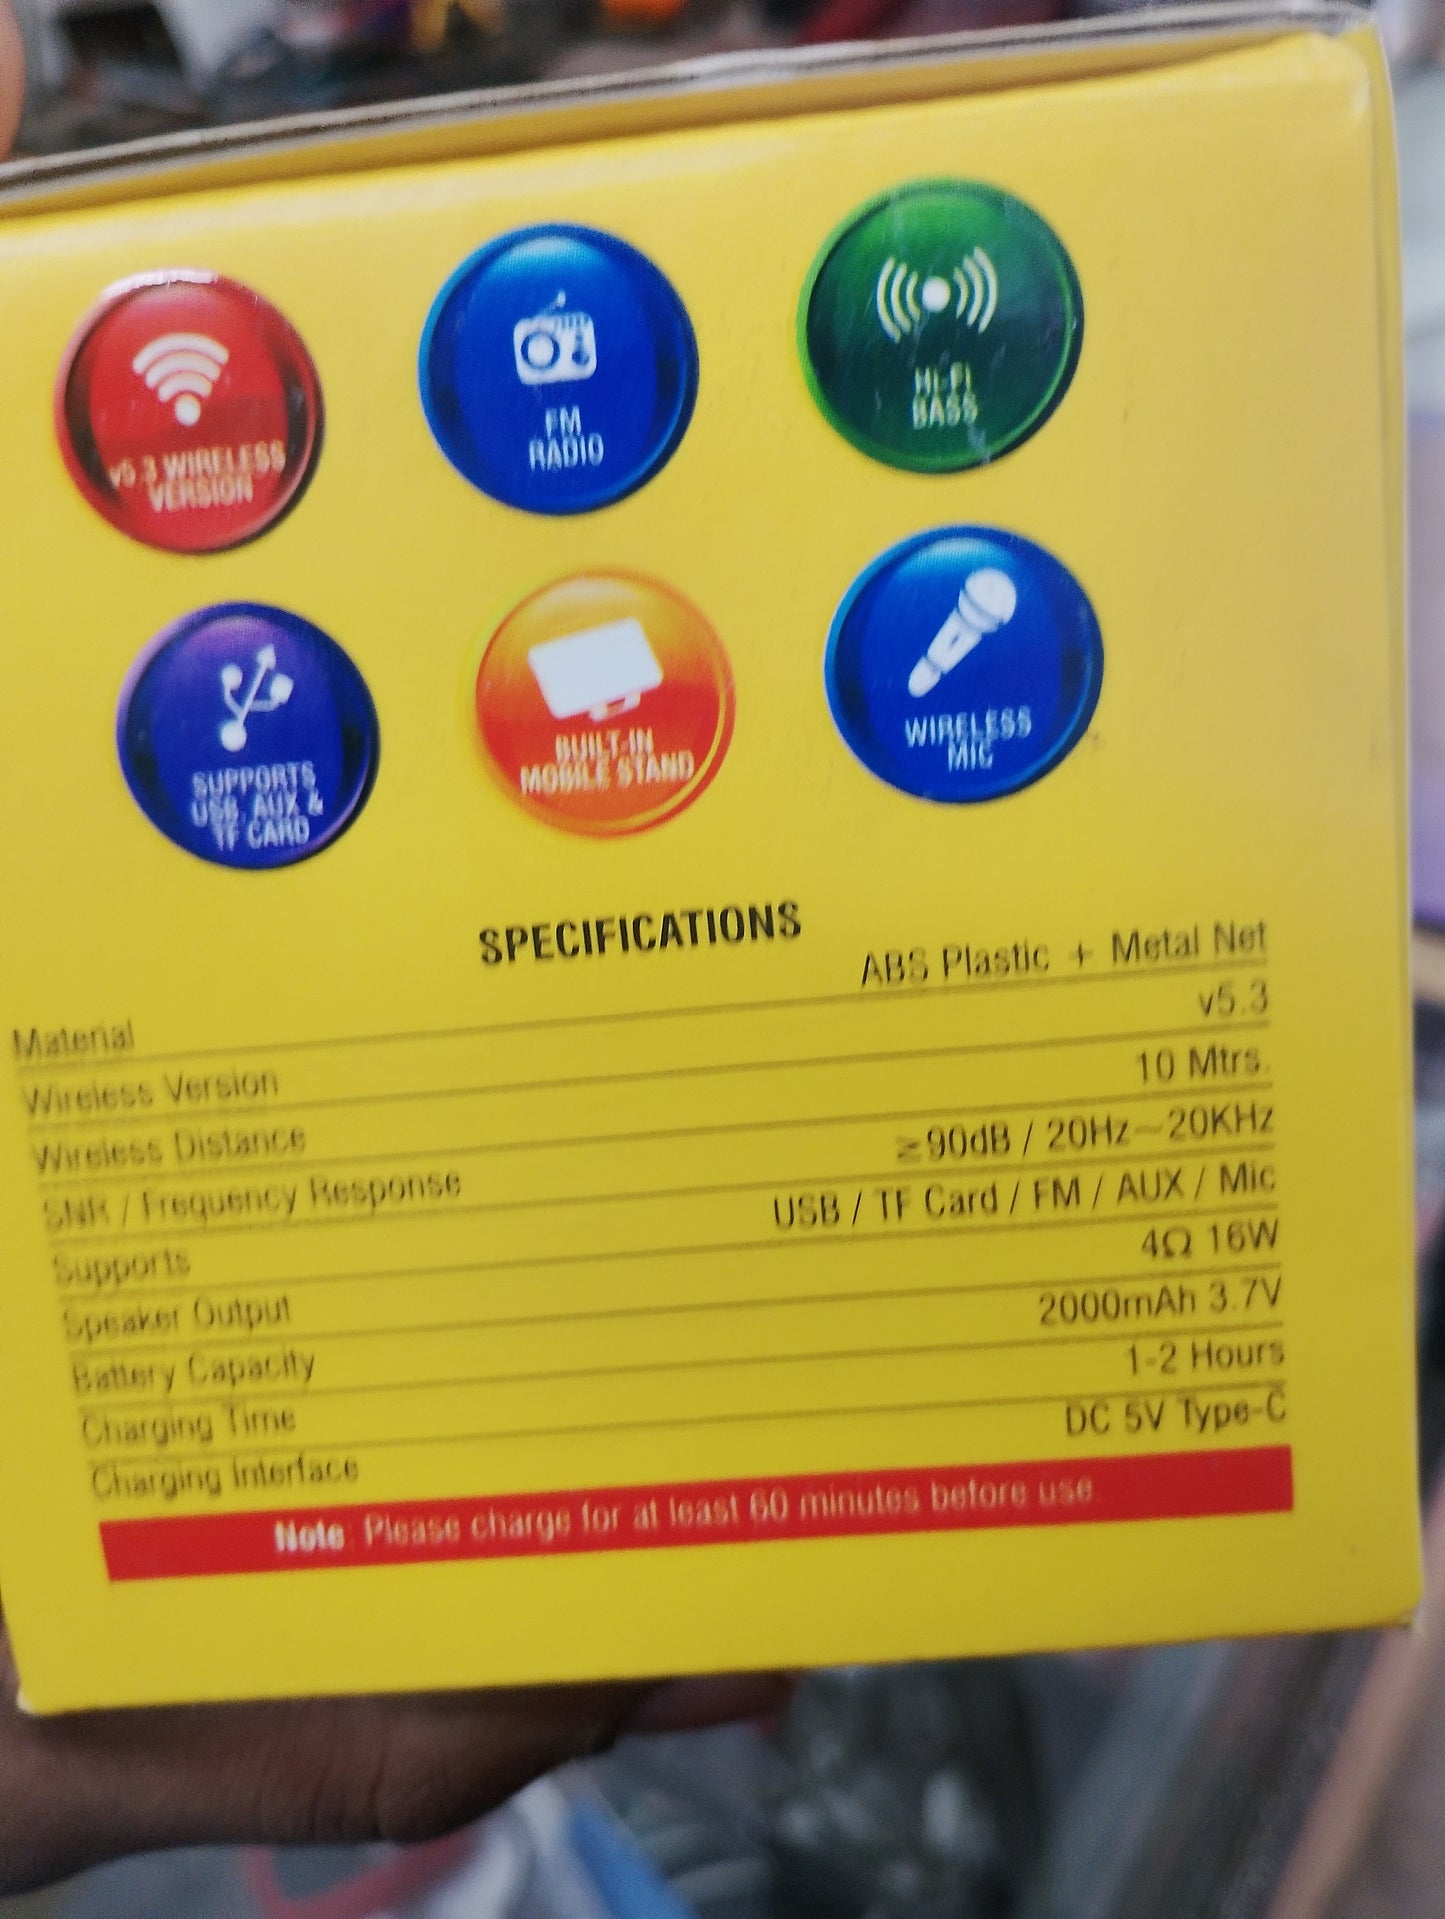 v5.3 WIRELESS
VERSION
FM
RADIO
HI-FI
BASS
SUPPORTS
USB, AUX &
TF CARD
BUILT-IN
MOBILE STAND
WIRELESS
MIC
SPECIFICATIONS
Material ABS Plastic + Metal Net
Wireless Version v5.3
Wireless Distance 10 Mtrs.
SNR / Frequency Response ≥90dB / 20Hz~20KHz
Supports USB / TF Card / FM / AUX / Mic
Speaker Output 4Ω 16W
Battery Capacity 2000mAh 3.7V
Charging Time 1-2 Hours
Charging Interface DC 5V Type-C
Note: Please charge for at least 60 minutes before use.